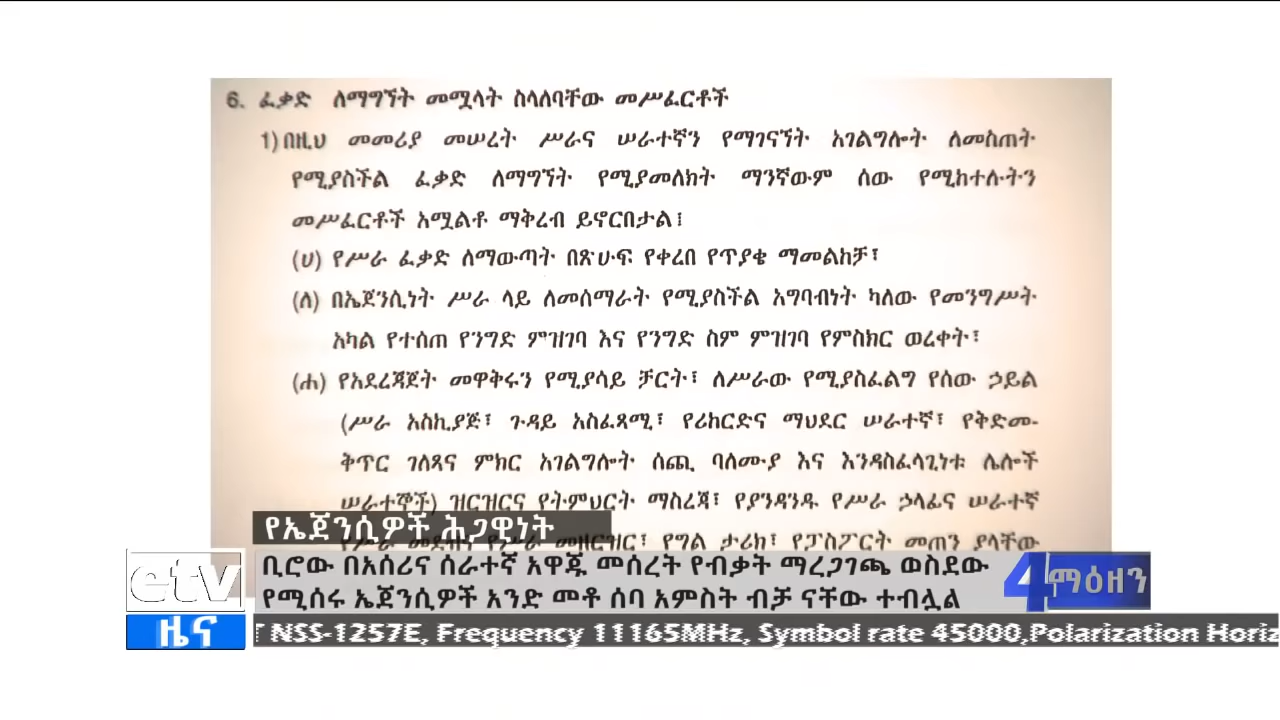 6. ፈቃድ ለማግኘት መሟላት ስላለባቸው መሥፈርቶች
1) በዚህ መመሪያ መሠረት ሥራና ሠራተኛን የማገናኘት አገልግሎት ለመስጠት
የሚያስችል ፈቃድ ለማግኘት የሚያመለክት ማንኛውም ሰው የሚከተሉትን
መሥፈርቶች አሟልቶ ማቅረብ ይኖርበታል፤
(ሀ) የሥራ ፈቃድ ለማውጣት በጽሁፍ የቀረበ የጥያቄ ማመልከቻ፣
(ለ) በኤጀንሲነት ሥራ ላይ ለመሰማራት የሚያስችል አግባብነት ካለው የመንግሥት
አካል የተሰጠ የንግድ ምዝገባ እና የንግድ ስም ምዝገባ የምስክር ወረቀት፣
(ሐ) የአደረጃጀት መዋቅሩን የሚያሳይ ቻርት፣ ለሥራው የሚያስፈልግ የሰው ኃይል
(ሥራ አስኪያጅ፣ ጉዳይ አስፈጻሚ፣ የሪከርድና ማህደር ሠራተኛ፣ የቅድመ-
ቅጥር ገለጻና ምክር አገልግሎት ሰጪ ባለሙያ እና እንዳስፈላጊነቱ ሌሎች
ሠራተኞች) ዝርዝርና የትምህርት ማስረጃ፣ የያንዳንዱ የሥራ ኃላፊና ሠራተኛ
የግል ታሪክ፣ የፓስፖርት መጠን ያላቸው
የኤጀንሲዎች ሕጋዊነት
ቢሮው በአሰሪና ሰራተኛ አዋጁ መሰረት የብቃት ማረጋገጫ ወስደው
የሚሰሩ ኤጀንሲዎች አንድ መቶ ሰባ አምስት ብቻ ናቸው ተብሏል
etv
ዜና
4 ማዕዘን
NSS-1257E, Frequency 11165MHz, Symbol rate 45000,Polarization Horiz